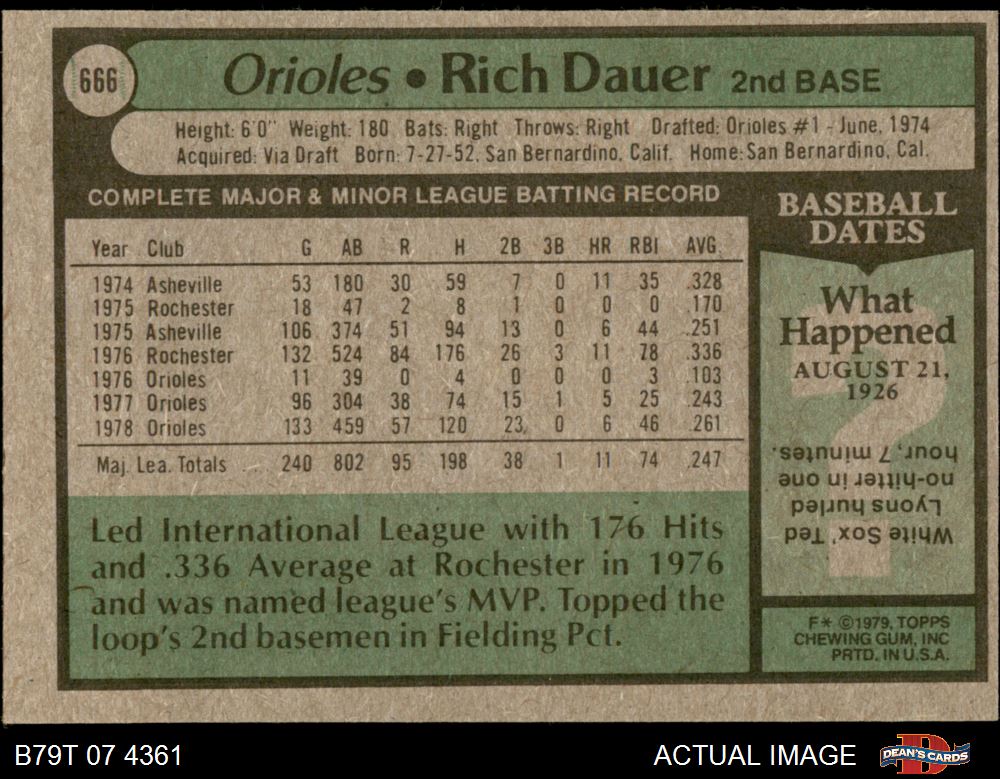 666
Orioles • Rich Dauer 2nd BASE
Height: 6'0" Weight: 180 Bats: Right Throws: Right Drafted: Orioles #1 - June, 1974
Acquired: Via Draft Born: 7-27-52, San Bernardino, Calif. Home: San Bernardino, Cal.
COMPLETE MAJOR & MINOR LEAGUE BATTING RECORD
Year Club G AB R H 2B 3B HR RBI AVG.
1974 Asheville 53 180 30 59 7 0 11 35 .328
1975 Rochester 18 47 2 8 1 0 0 0 .170
1975 Asheville 106 374 51 94 13 0 6 44 .251
1976 Rochester 132 524 84 176 26 3 11 78 .336
1976 Orioles 11 39 0 4 0 0 0 3 .103
1977 Orioles 96 304 38 74 15 1 5 25 .243
1978 Orioles 133 459 57 120 23 0 6 46 .261
Maj. Lea. Totals 240 802 95 198 38 1 11 74 .247
Led International League with 176 Hits
and .336 Average at Rochester in 1976
and was named league's MVP. Topped the
loop's 2nd basemen in Fielding Pct.
BASEBALL
DATES
What
Happened
AUGUST 21,
1926
White Sox' Ted
Lyons hurled
no-hitter in one
hour, 7 minutes.
F* ©1979, TOPPS
CHEWING GUM, INC
PRTD. IN U.S.A.
B79T 07 4361 ACTUAL IMAGE DEAN'S CARDS